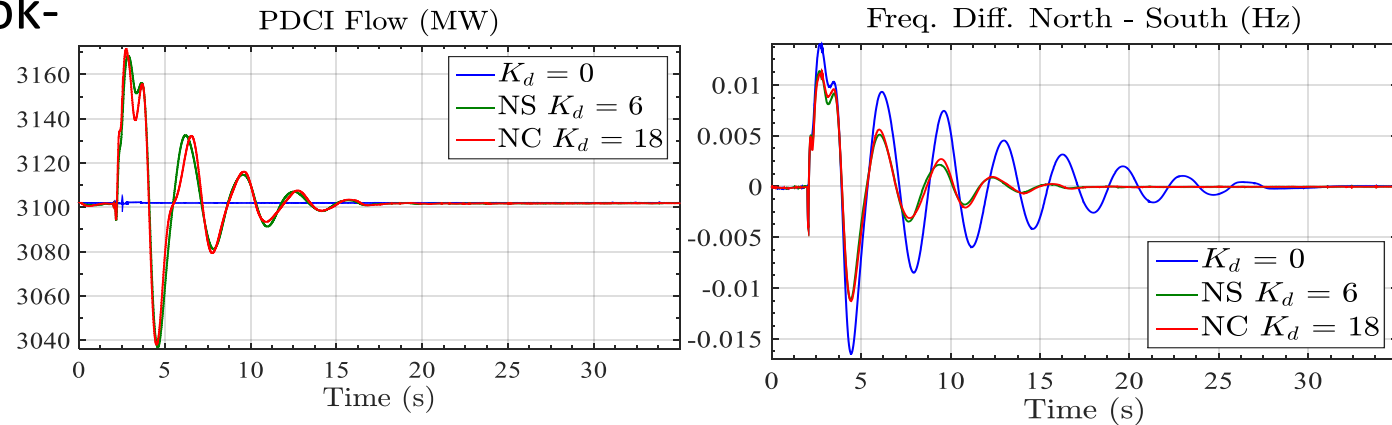 ok-
PDCI Flow (MW)
3160
3140
3120
3100
3080
3060
3040
0 5 10 15 20 25 30
Time (s)
K_d = 0
NS K_d = 6
NC K_d = 18
Freq. Diff. North - South (Hz)
0.01
0.005
0
-0.005
-0.01
-0.015
0 5 10 15 20 25 30
Time (s)
K_d = 0
NS K_d = 6
NC K_d = 18